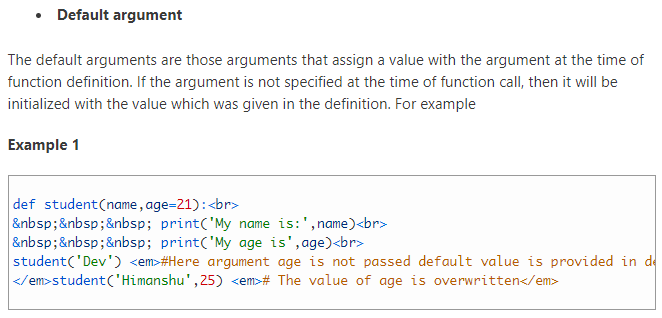 • Default argument
The default arguments are those arguments that assign a value with the argument at the time of
function definition. If the argument is not specified at the time of function call, then it will be
initialized with the value which was given in the definition. For example
Example 1
def student(name,age=21):<br>
&nbsp;&nbsp;&nbsp; print('My name is:',name)<br>
&nbsp;&nbsp;&nbsp; print('My age is',age)<br>
student('Dev') <em>#Here argument age is not passed default value is provided in
</em>student('Himanshu',25) <em># The value of age is overwritten</em>